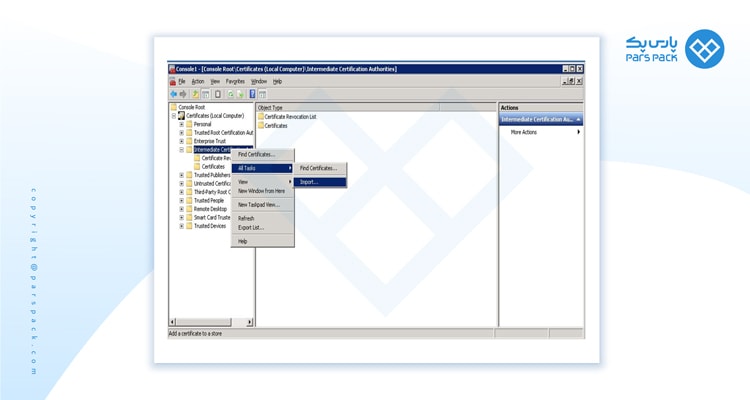 پارس پک
PARS PACK
Console1 - [Console Root\Certificates (Local Computer)\Intermediate Certification Authorities]
File Action View Favorites Window Help
Console Root
Certificates (Local Computer)
Personal
Trusted Root Certification Aut
Enterprise Trust
Intermediate Certi
Certificate Rev
Certificates
Trusted Publishers
Untrusted Certifica
Third-Party Root C
Trusted People
Remote Desktop
Smart Card Trusted
Trusted Devices
Object Type
Certificate Revocation List
Certificates
Actions
Intermediate Certification Au...
More Actions
Find Certificates...
All Tasks
View
New Window from Here
New Taskpad View...
Refresh
Export List...
Help
Find Certificates...
Import...
Add a certificate to a store
copyright@parspack.com